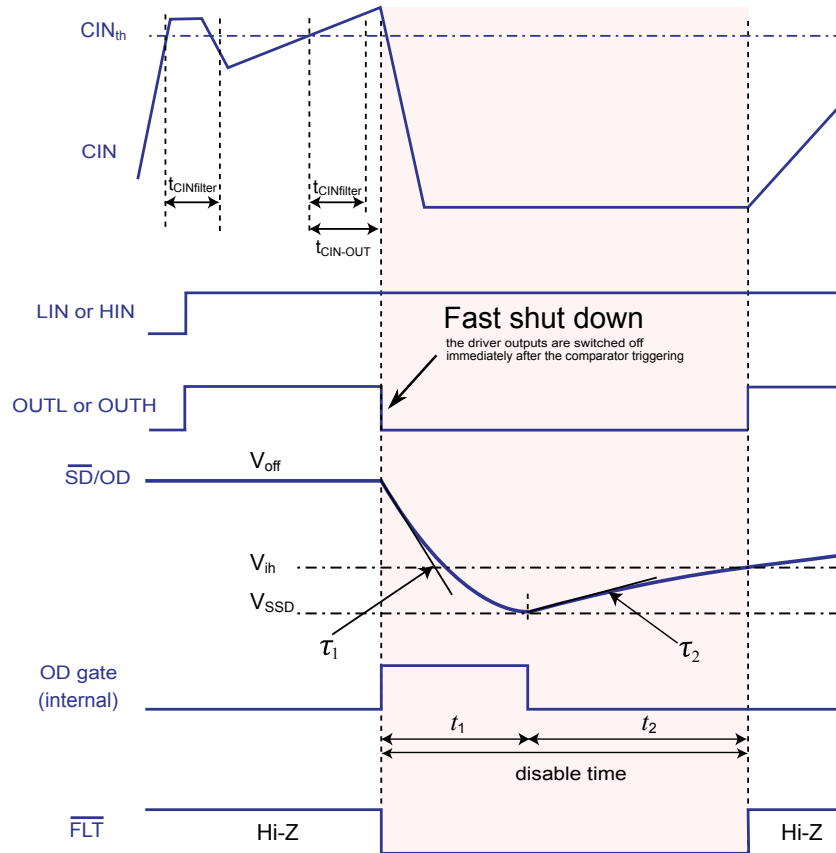 CINth
CIN
tCINfilter
tCINfilter
tCIN-OUT
LIN or HIN
Fast shut down
the driver outputs are switched off
immediately after the comparator triggering
OUTL or OUTH
SD/OD
Voff
Vih
VSSD
τ1
τ2
OD gate
(internal)
t1
t2
disable time
FLT
Hi-Z
Hi-Z